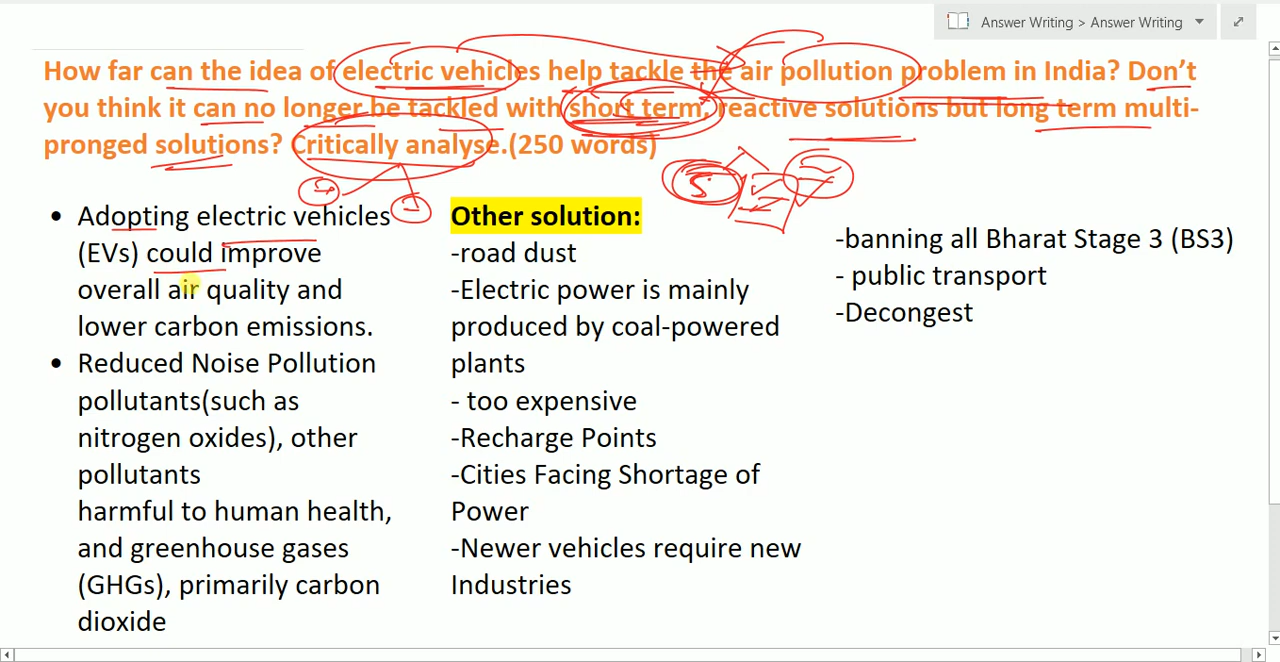 Answer Writing > Answer Writing
How far can the idea of electric vehicles help tackle the air pollution problem in India? Don't
you think it can no longer be tackled with short term, reactive solutions but long term multi-
pronged solutions? Critically analyse.(250 words)
• Adopting electric vehicles
(EVs) could improve
overall air quality and
lower carbon emissions.
• Reduced Noise Pollution
pollutants(such as
nitrogen oxides), other
pollutants
harmful to human health,
and greenhouse gases
(GHGs), primarily carbon
dioxide
Other solution:
-road dust
-Electric power is mainly
produced by coal-powered
plants
- too expensive
-Recharge Points
-Cities Facing Shortage of
Power
-Newer vehicles require new
Industries
-banning all Bharat Stage 3 (BS3)
- public transport
-Decongest